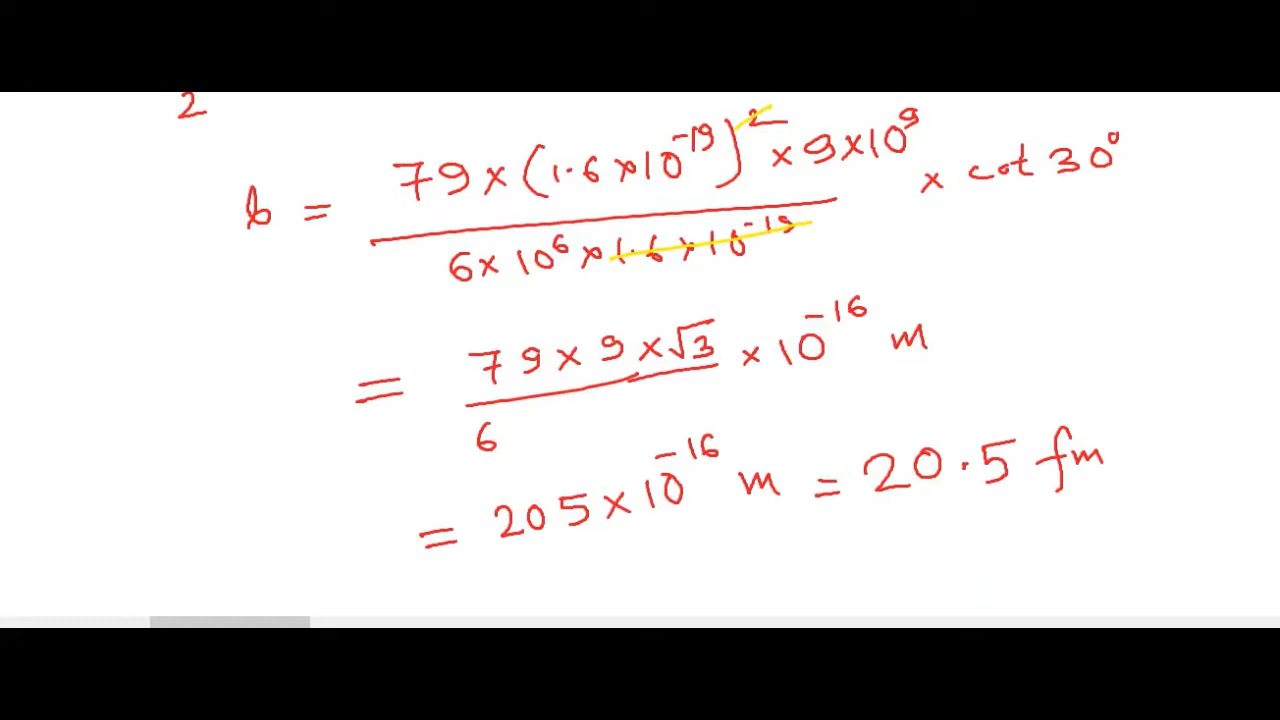 2
b = 79 × (1.6 × 10^-19)^2 × 9 × 10^9 / 6 × 10^6 × 1.6 × 10^-19 × cot 30°
= 79 × 9 × √3 / 6 × 10^-16 m
= 205 × 10^-16 m = 20.5 fm